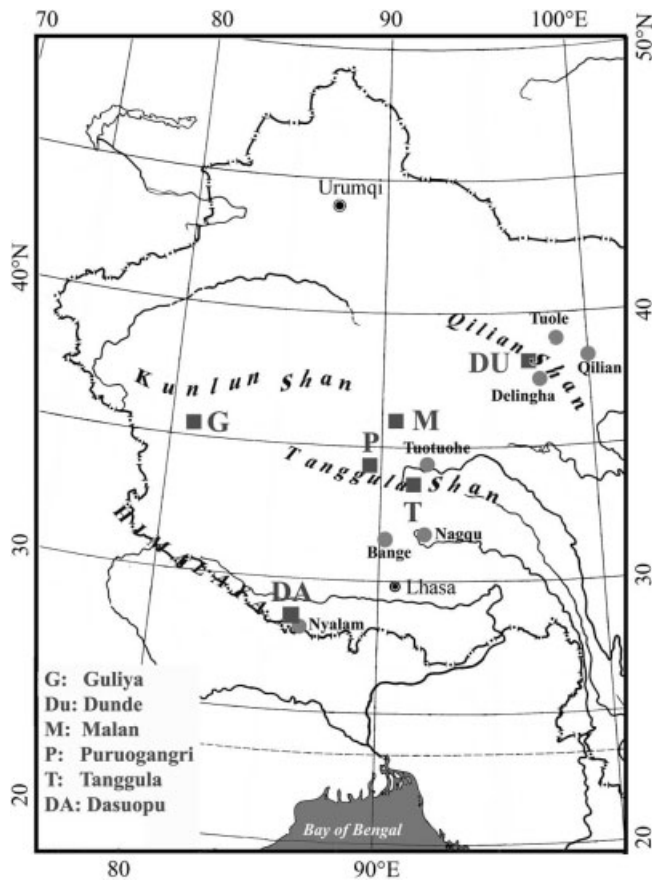 70 80 90 100°E
50°N
Urumqi
40°N
40
Qilian Shan
Tuole
DU
Qilian
Delingha
Kunlun Shan
G
M
P
Tuotuohe
Tanggula Shan
T
Nagqu
Bange
30
30
HIMALAYA
Lhasa
DA
Nyalam
G: Guliya
Du: Dunde
M: Malan
P: Puruogangri
T: Tanggula
DA: Dasuopu
20
20
Bay of Bengal
80 90°E